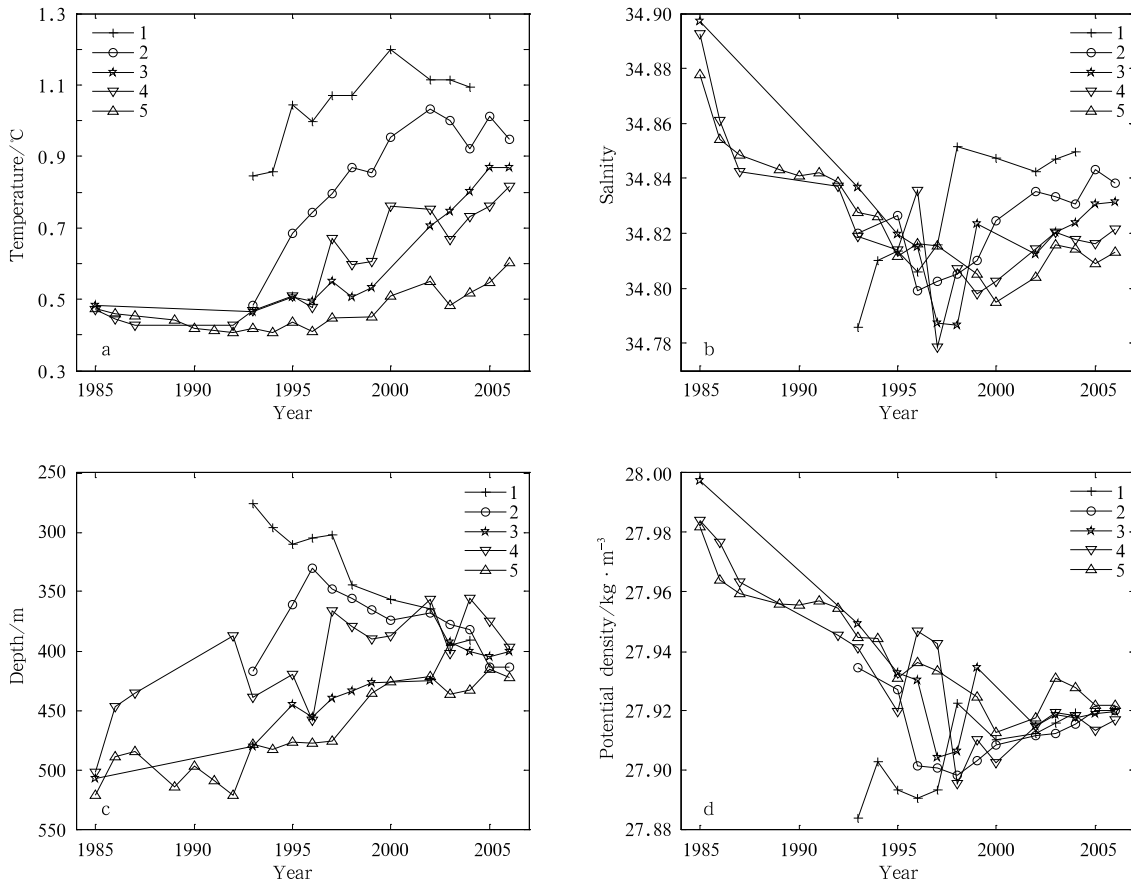 1.3
1.1
0.9
0.7
0.5
0.3
Temperature/℃
1
2
3
4
5
a
1985 1990 1995 2000 2005
Year
34.90
34.88
34.86
34.84
34.82
34.80
34.78
Salnity
1
2
3
4
5
b
1985 1990 1995 2000 2005
Year
250
300
350
400
450
500
550
Depth/m
1
2
3
4
5
c
1985 1990 1995 2000 2005
Year
28.00
27.98
27.96
27.94
27.92
27.90
27.88
Potential density/kg · m⁻³
1
2
3
4
5
d
1985 1990 1995 2000 2005
Year